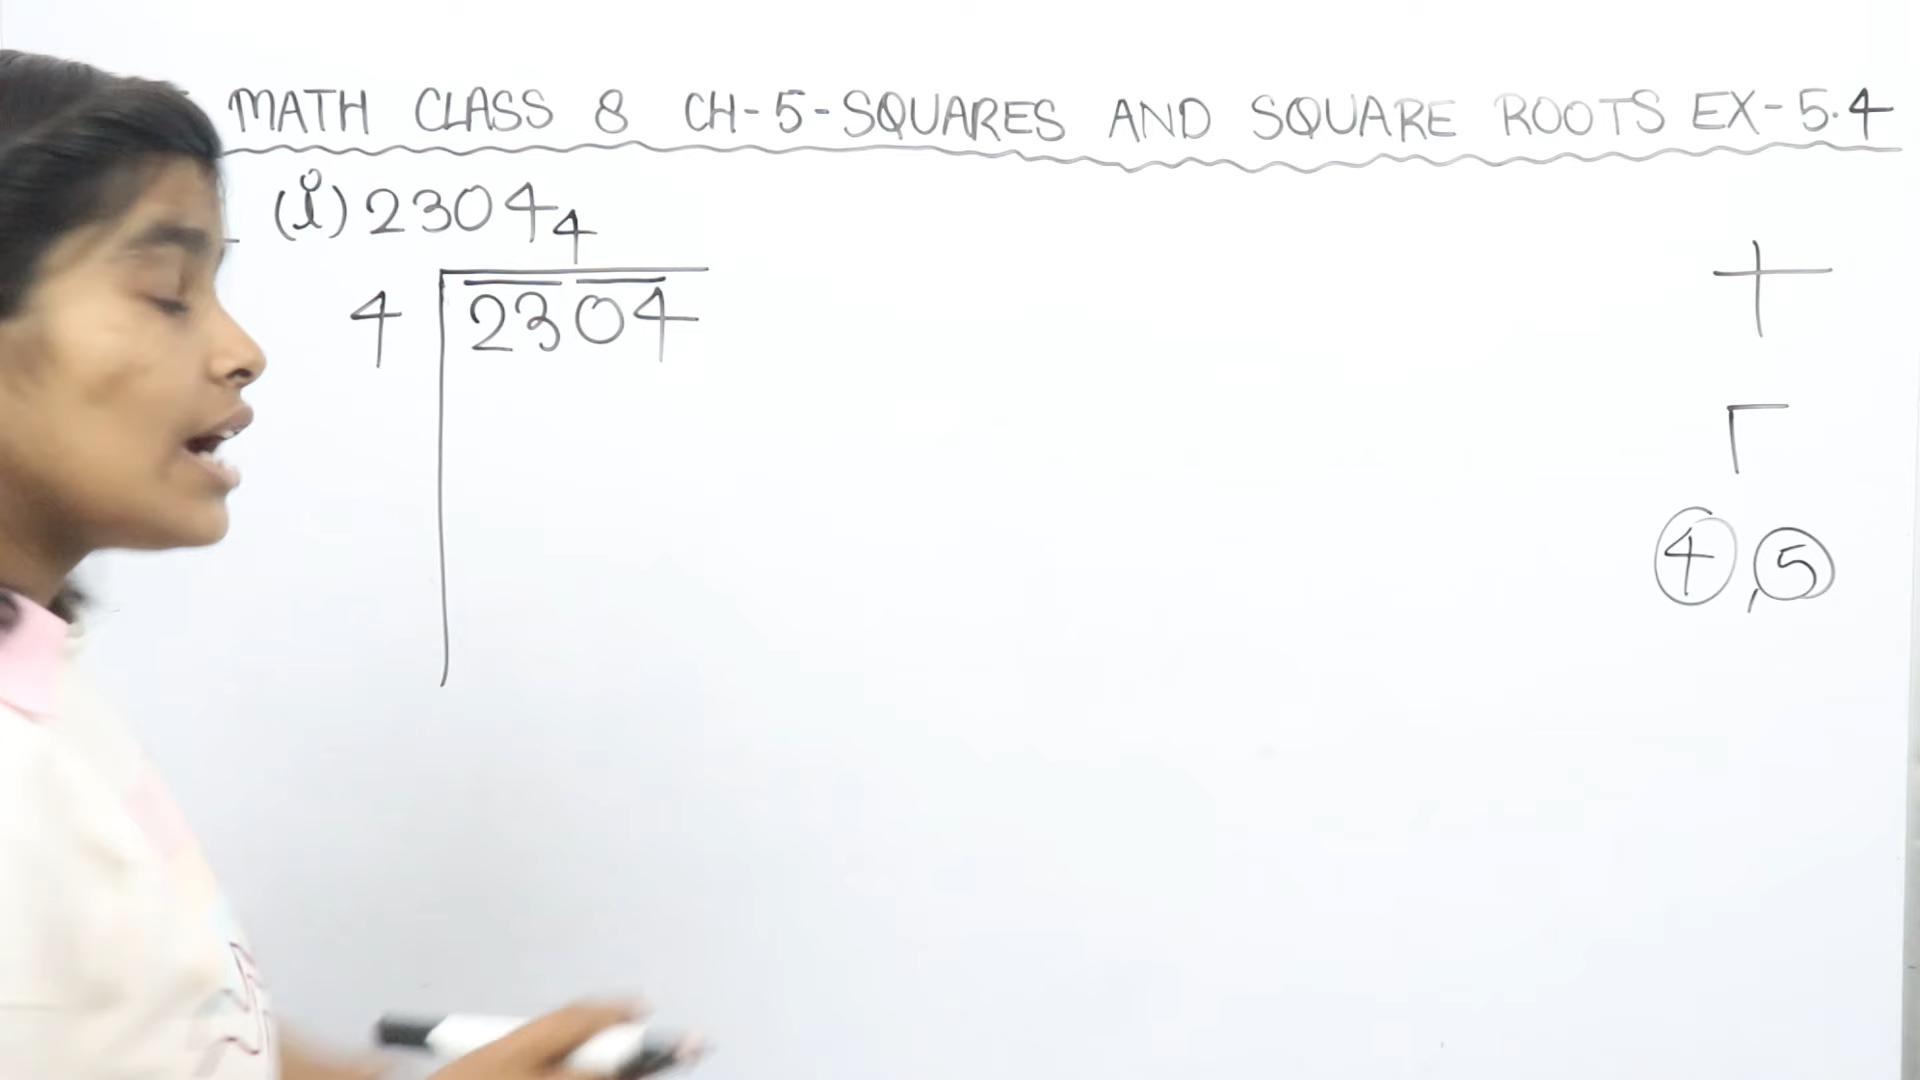 MATH CLASS 8 CH-5-SQUARES AND SQUARE ROOTS EX-5.4
(i) 2304
4
4 2304
4, 5